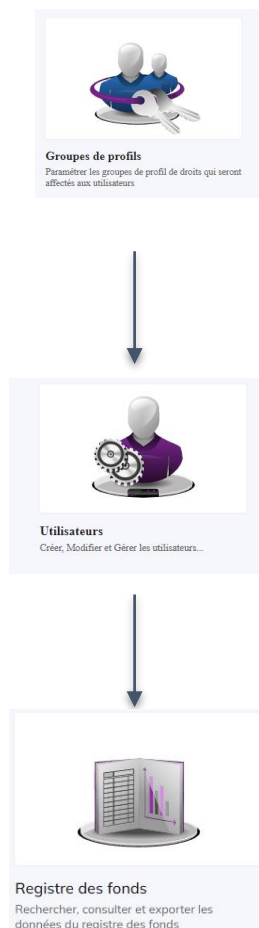 Groupes de profils
Paramétrer les groupes de profil de droits qui seront
affectés aux utilisateurs
Utilisateurs
Créer, Modifier et Gérer les utilisateurs...
Registre des fonds
Rechercher, consulter et exporter les
données du registre des fonds